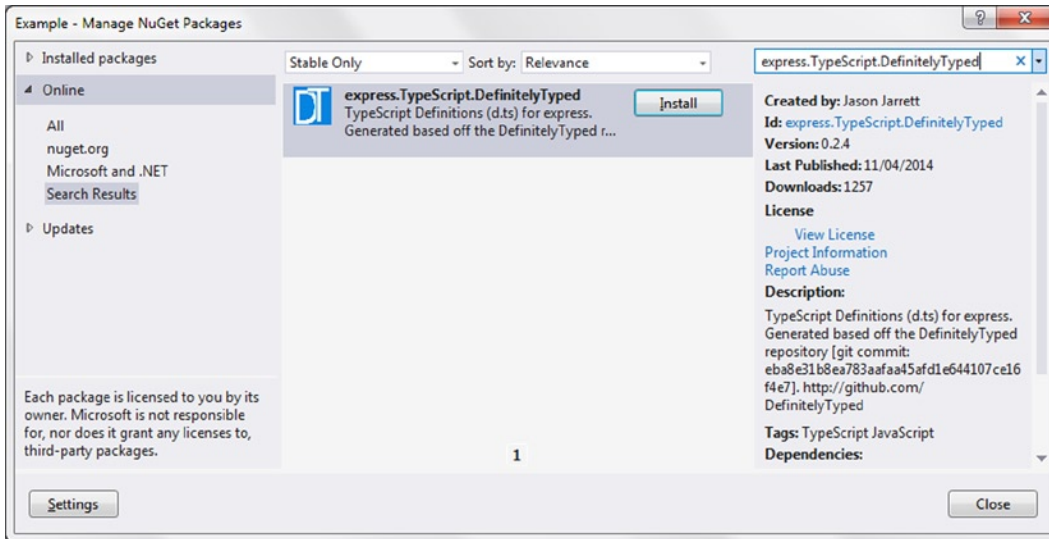 Example - Manage NuGet Packages
Installed packages
Online
All
nuget.org
Microsoft and .NET
Search Results
Updates
Each package is licensed to you by its
owner. Microsoft is not responsible
for, nor does it grant any licenses to,
third-party packages.
Settings
Stable Only
Sort by: Relevance
DT
express.TypeScript.DefinitelyTyped
TypeScript Definitions (d.ts) for express.
Generated based off the DefinitelyTyped r...
Install
1
express.TypeScript.DefinitelyTyped
Created by: Jason Jarrett
Id: express.TypeScript.DefinitelyTyped
Version: 0.2.4
Last Published: 11/04/2014
Downloads: 1257
License
View License
Project Information
Report Abuse
Description:
TypeScript Definitions (d.ts) for express.
Generated based off the DefinitelyTyped
repository [git commit:
eba8e31b8ea783aafaa45afd1e644107ce16
f4e7]. http://github.com/
DefinitelyTyped
Tags: TypeScript JavaScript
Dependencies:
Close